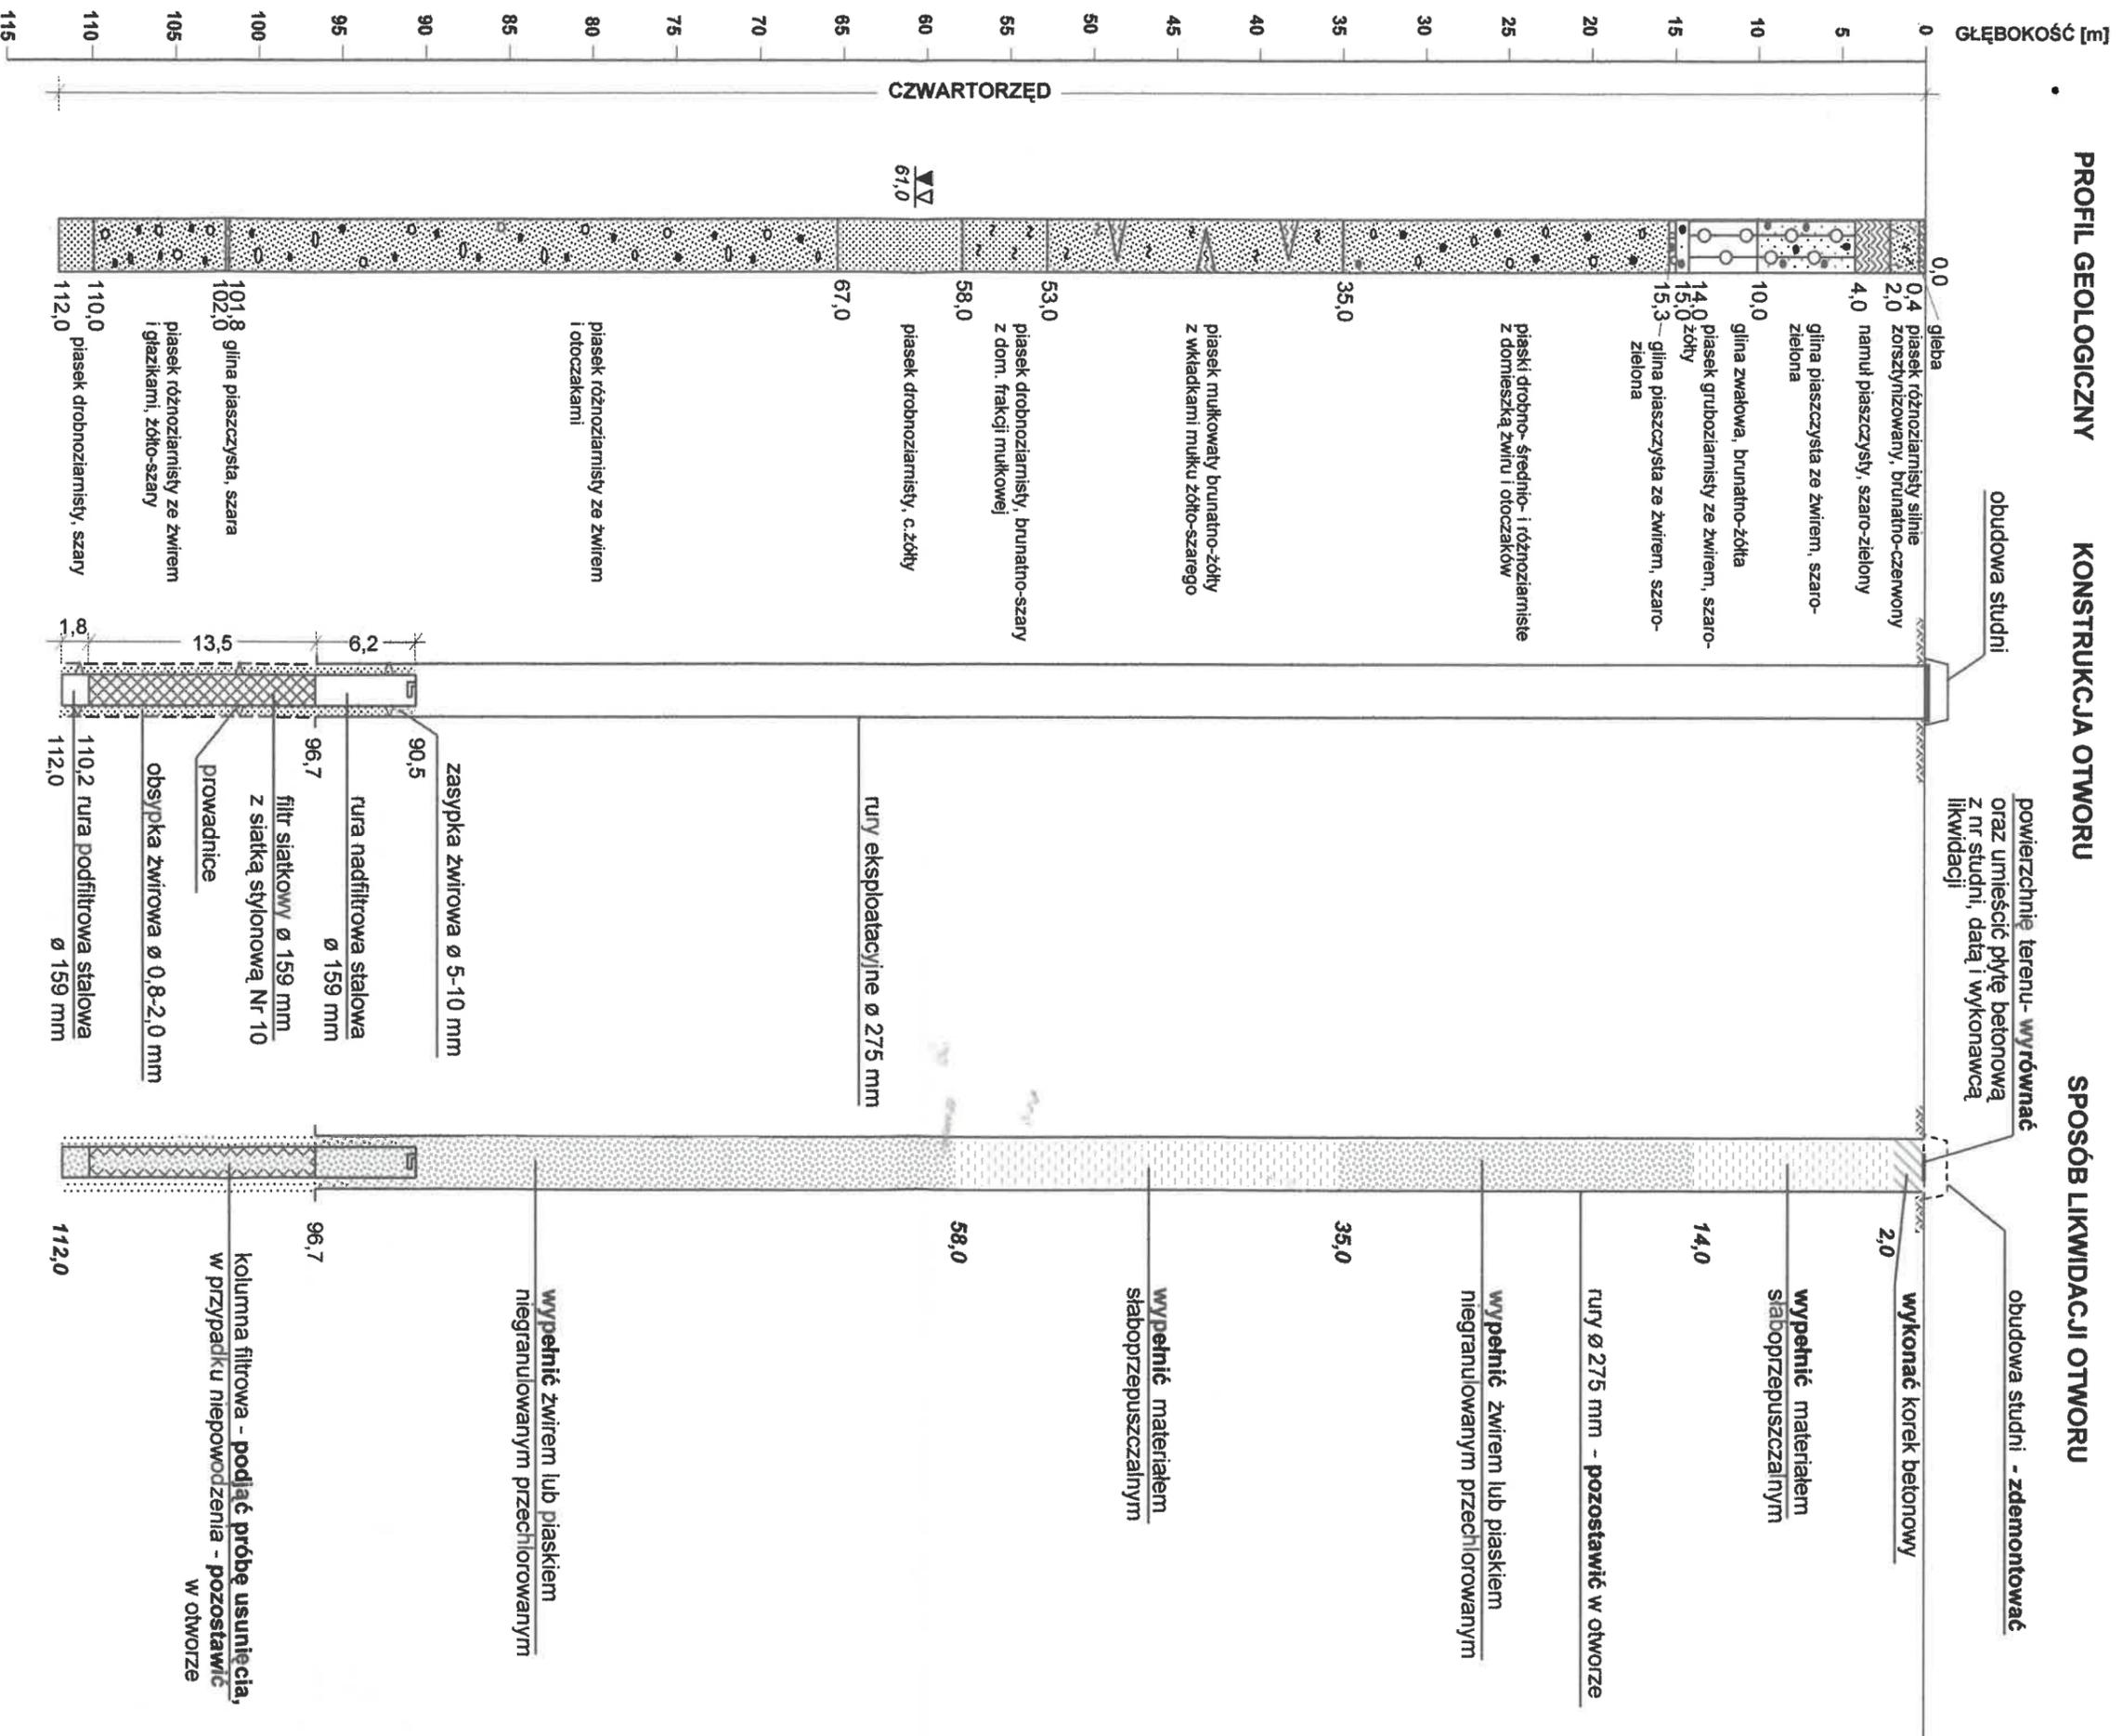 GŁĘBOKOŚĆ [m]
0
5
10
15
20
25
30
35
40
45
50
55
60
65
70
75
80
85
90
95
100
105
110
115
CZWARTORZĘD
PROFIL GEOLOGICZNY
61,0
0,0
gleba
0,4
piasek różnoziarnisty silnie
zorsztynizowany, brunatno-czerwony
2,0
namuł piaszczysty, szaro-zielony
4,0
glina piaszczysta ze żwirem, szaro-
zielona
10,0
glina zwałowa, brunatno-żółta
14,0
piasek gruboziarnisty ze żwirem, szaro-
żółty
15,0
15,3
glina piaszczysta ze żwirem, szaro-
zielona
piaski drobno- średnio- i różnoziarniste
z domieszką żwiru i otoczaków
35,0
piasek mułkowaty brunatno-żółty
z wkładkami mułku żółto-szarego
53,0
piasek drobnoziarnisty, brunatno-szary
z dom. frakcji mułkowej
58,0
piasek drobnoziarnisty, c.żółty
67,0
piasek różnoziarnisty ze żwirem
i otoczakami
101,8
102,0
glina piaszczysta, szara
piasek różnoziarnisty ze żwirem
i głazikami, żółto-szary
110,0
112,0
piasek drobnoziarnisty, szary
KONSTRUKCJA OTWORU
obudowa studni
6,2
13,5
1,8
rury eksploatacyjne ø 275 mm
90,5
zasypka żwirowa ø 5-10 mm
rura nadfiltrowa stalowa
ø 159 mm
96,7
filtr siatkowy ø 159 mm
z siatką stylonową Nr 10
prowadnice
obsypka żwirowa ø 0,8-2,0 mm
110,2
rura podfiltrowa stalowa
ø 159 mm
112,0
SPOSÓB LIKWIDACJI OTWORU
powierzchnię terenu- wyrównać
oraz umieścić płytę betonową
z nr studni, datą i wykonawcą
likwidacji
obudowa studni - zdemontować
wykonać korek betonowy
2,0
wypełnić materiałem
słaboprzepuszczalnym
14,0
rury ø 275 mm - pozostawić w otworze
wypełnić żwirem lub piaskiem
niegranulowanym przechlorowanym
35,0
wypełnić materiałem
słaboprzepuszczalnym
58,0
wypełnić żwirem lub piaskiem
niegranulowanym przechlorowanym
96,7
kolumna filtrowa - podjąć próbę usunięcia,
w przypadku niepowodzenia - pozostawić
w otworze
112,0